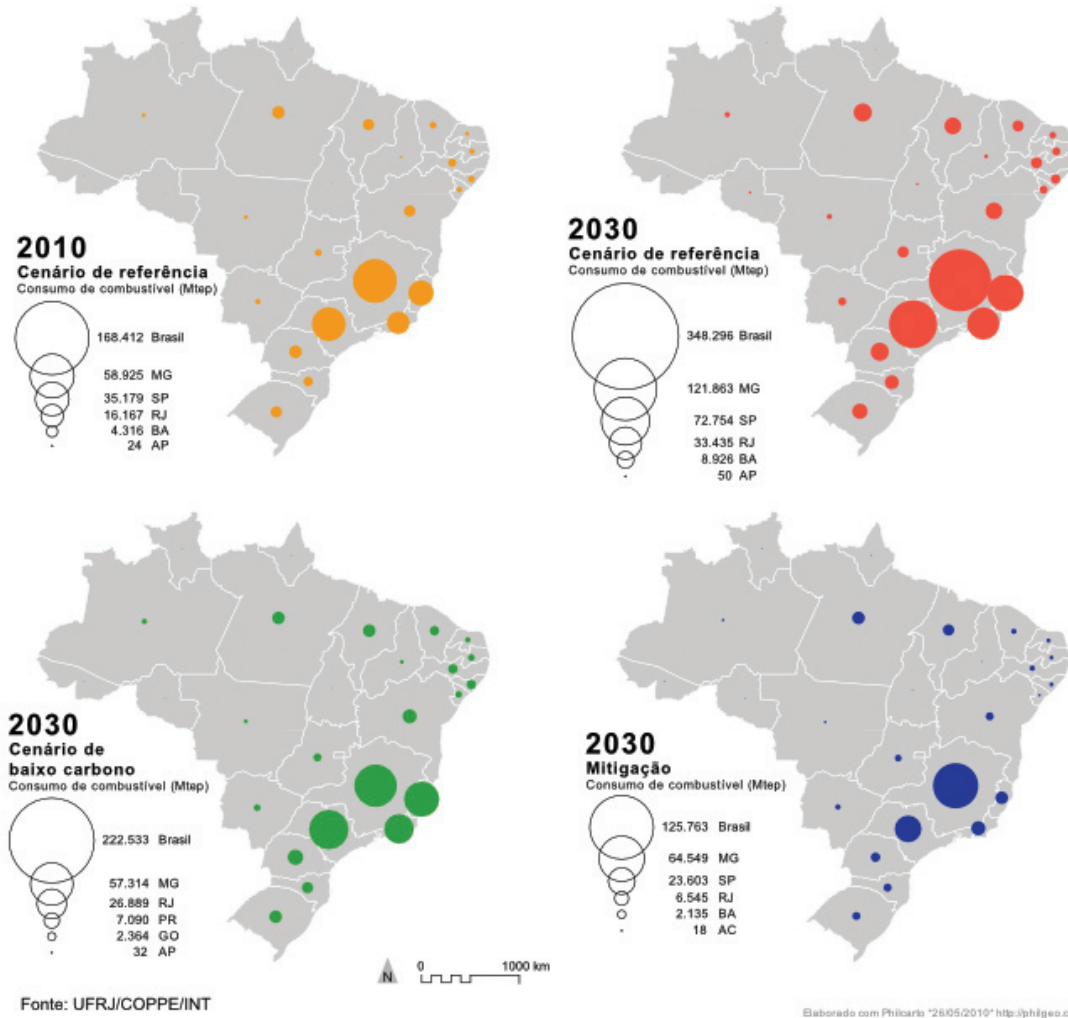 2010
Cenário de referência
Consumo de combustível (Mtep)
168.412 Brasil
58.925 MG
35.179 SP
16.167 RJ
4.316 BA
24 AP
2030
Cenário de referência
Consumo de combustível (Mtep)
348.296 Brasil
121.863 MG
72.754 SP
33.435 RJ
8.926 BA
50 AP
2030
Cenário de
baixo carbono
Consumo de combustível (Mtep)
222.533 Brasil
57.314 MG
26.889 RJ
7.090 PR
2.364 GO
32 AP
2030
Mitigação
Consumo de combustível (Mtep)
125.763 Brasil
64.549 MG
23.603 SP
6.545 RJ
2.135 BA
18 AC
N
0 1000 km
Fonte: UFRJ/COPPE/INT
Elaborado com Philcarto *26/05/2010* http://philgeo.c